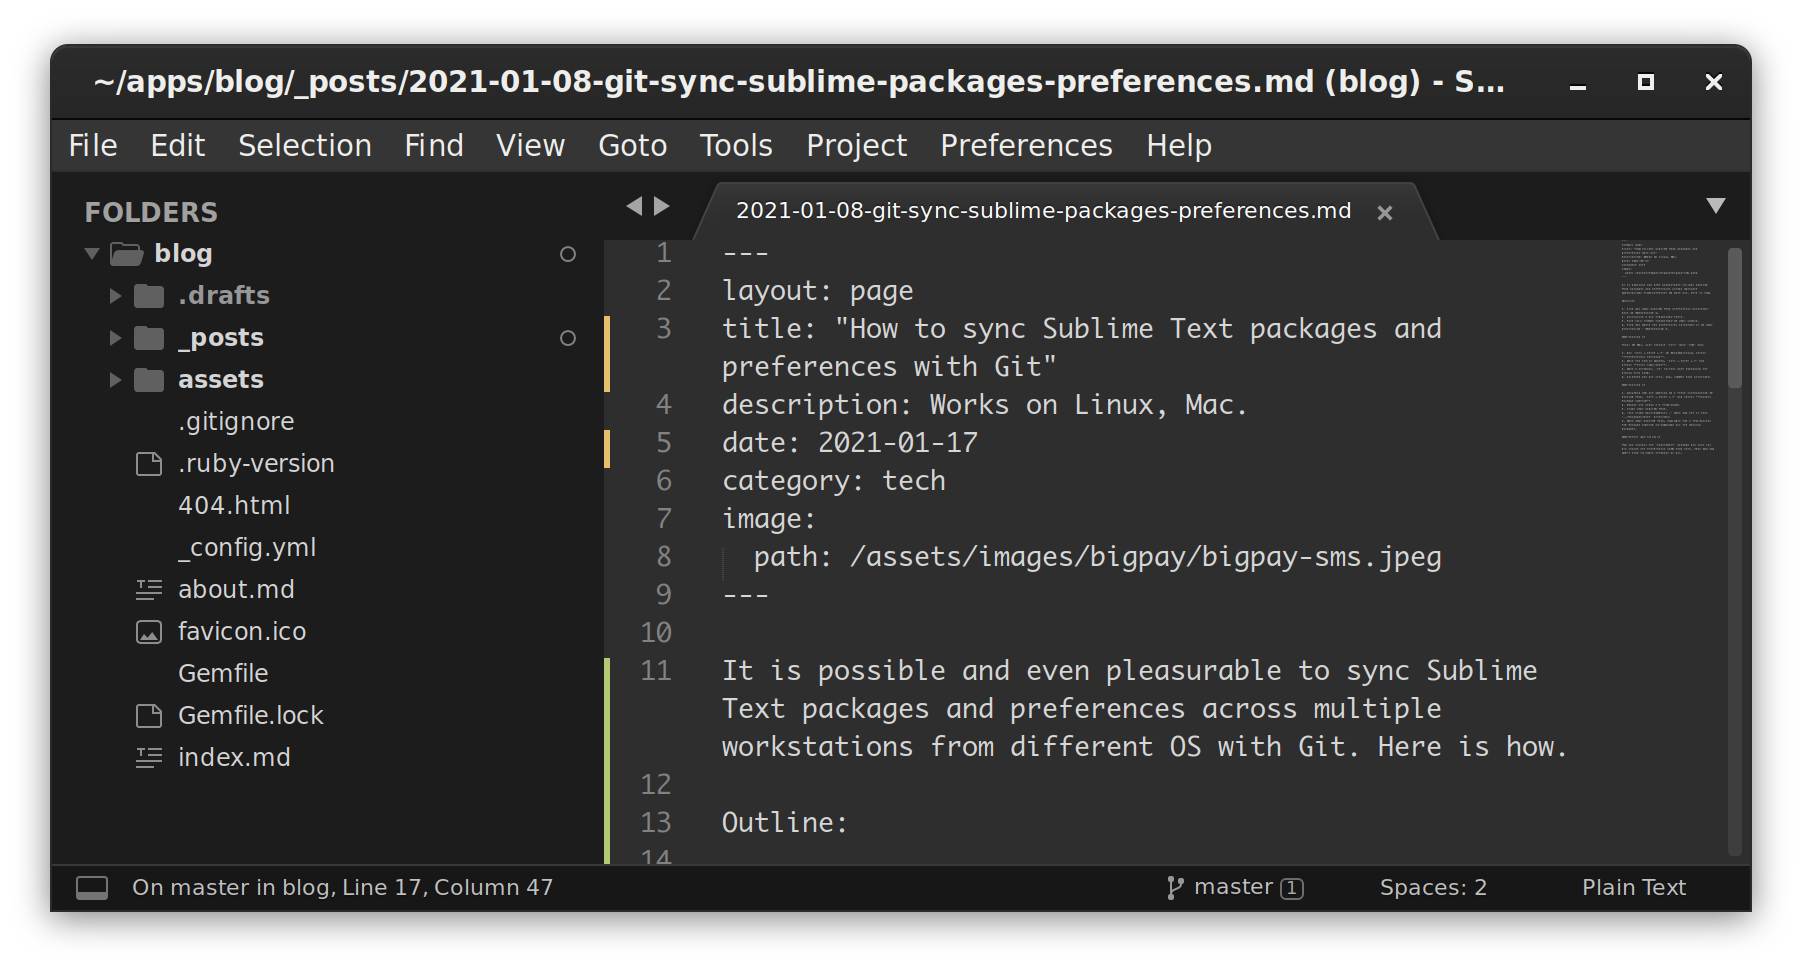 ~/apps/blog/_posts/2021-01-08-git-sync-sublime-packages-preferences.md (blog) - S...
File Edit Selection Find View Goto Tools Project Preferences Help
FOLDERS
blog
.drafts
_posts
assets
.gitignore
.ruby-version
404.html
_config.yml
about.md
favicon.ico
Gemfile
Gemfile.lock
index.md
2021-01-08-git-sync-sublime-packages-preferences.md
1 ---
2 layout: page
3 title: "How to sync Sublime Text packages and
preferences with Git"
4 description: Works on Linux, Mac.
5 date: 2021-01-17
6 category: tech
7 image:
8 path: /assets/images/bigpay/bigpay-sms.jpeg
9 ---
10
11 It is possible and even pleasurable to sync Sublime
Text packages and preferences across multiple
workstations from different OS with Git. Here is how.
12
13 Outline:
14
On master in blog, Line 17, Column 47
master 1
Spaces: 2
Plain Text